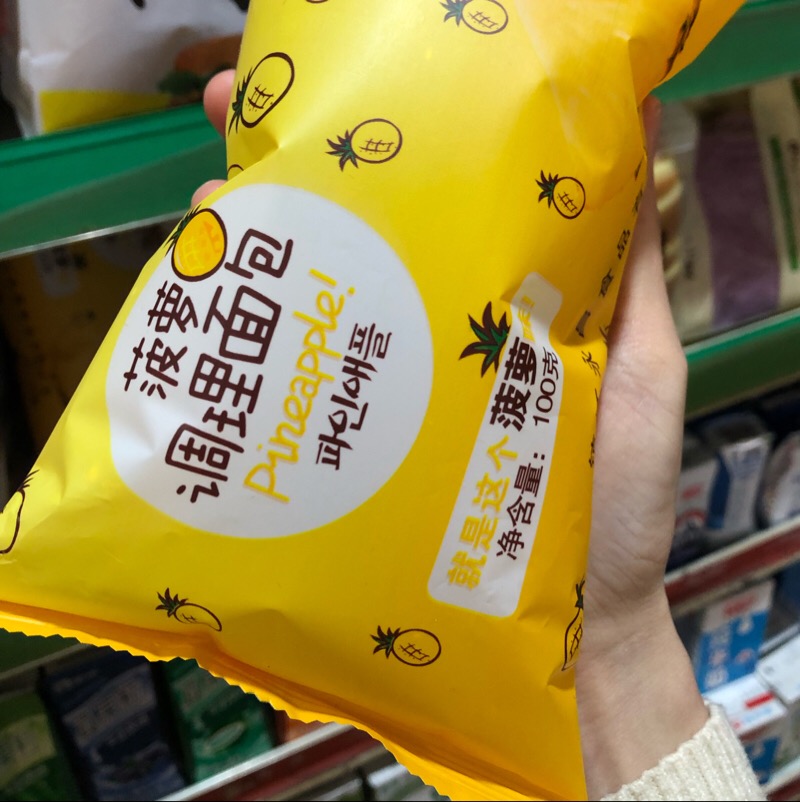 菠萝
调理面包
pineapple!
파인애플
就是这个菠萝
净含量：100克